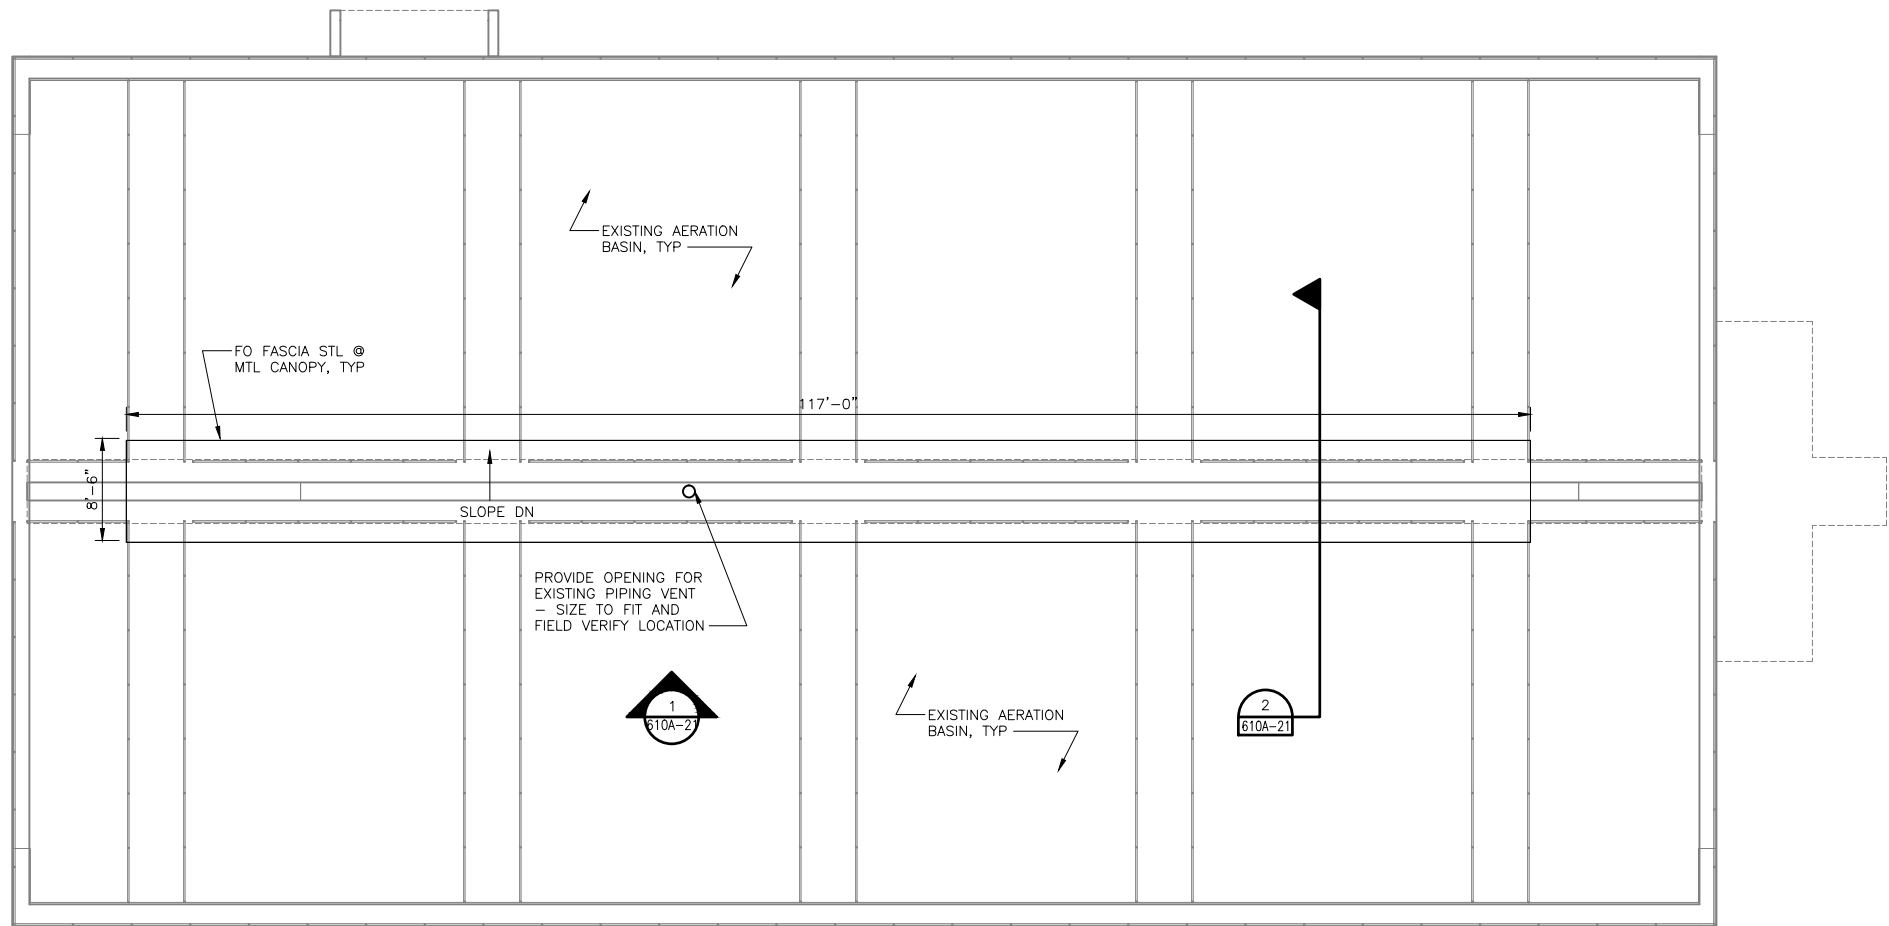 EXISTING AERATION
BASIN, TYP
FO FASCIA STL @
MTL CANOPY, TYP
117'-0"
8'-6"
SLOPE DN
PROVIDE OPENING FOR
EXISTING PIPING VENT
- SIZE TO FIT AND
FIELD VERIFY LOCATION
1
610A-21
EXISTING AERATION
BASIN, TYP
2
610A-21